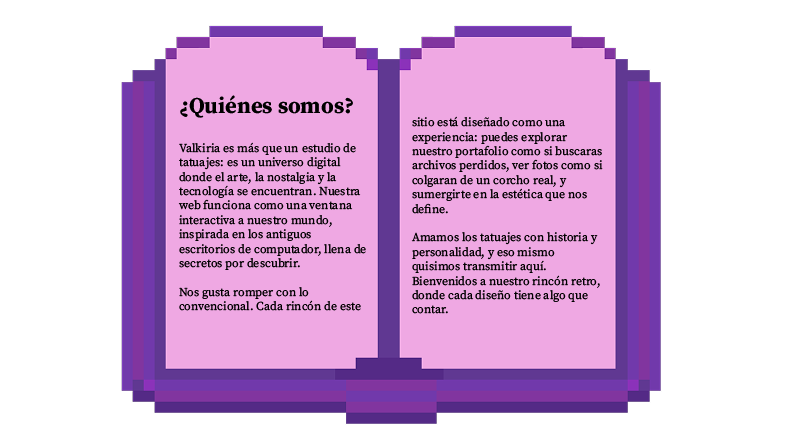 ¿Quiénes somos?
Valkiria es más que un estudio de
tatuajes: es un universo digital
donde el arte, la nostalgia y la
tecnología se encuentran. Nuestra
web funciona como una ventana
interactiva a nuestro mundo,
inspirada en los antiguos
escritorios de computador, llena de
secretos por descubrir.
Nos gusta romper con lo
convencional. Cada rincón de este
sitio está diseñado como una
experiencia: puedes explorar
nuestro portafolio como si buscaras
archivos perdidos, ver fotos como si
colgaran de un corcho real, y
sumergirte en la estética que nos
define.
Amamos los tatuajes con historia y
personalidad, y eso mismo
quisimos transmitir aquí.
Bienvenidos a nuestro rincón retro,
donde cada diseño tiene algo que
contar.